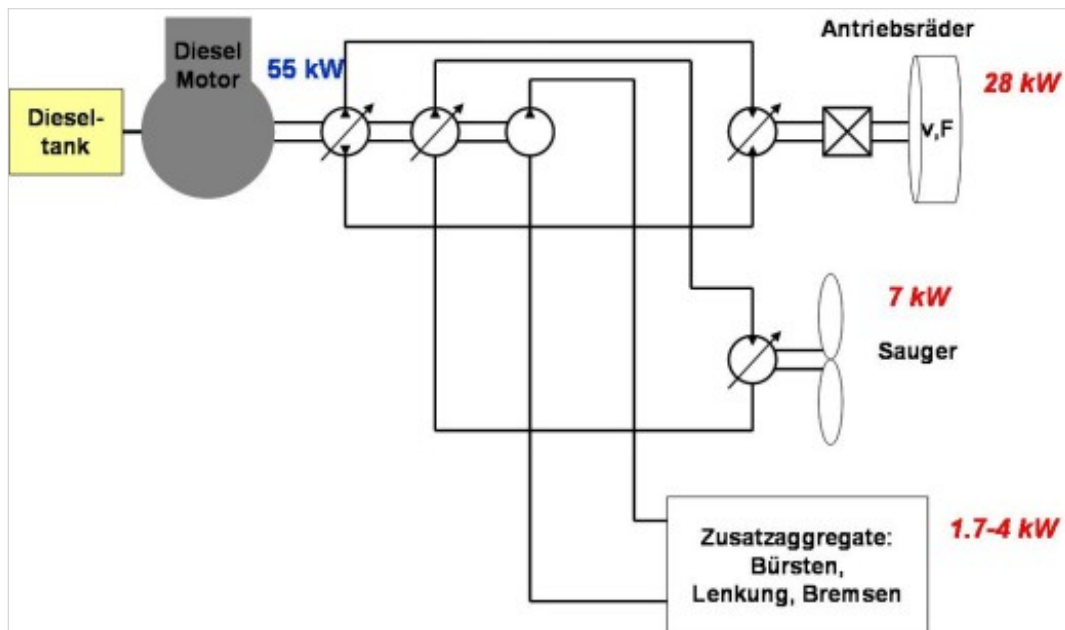 Antriebsräder
Diesel
Motor
55 kW
28 kW
Diesel-
tank
v,F
7 kW
Sauger
1.7-4 kW
Zusatzaggregate:
Bürsten,
Lenkung, Bremsen